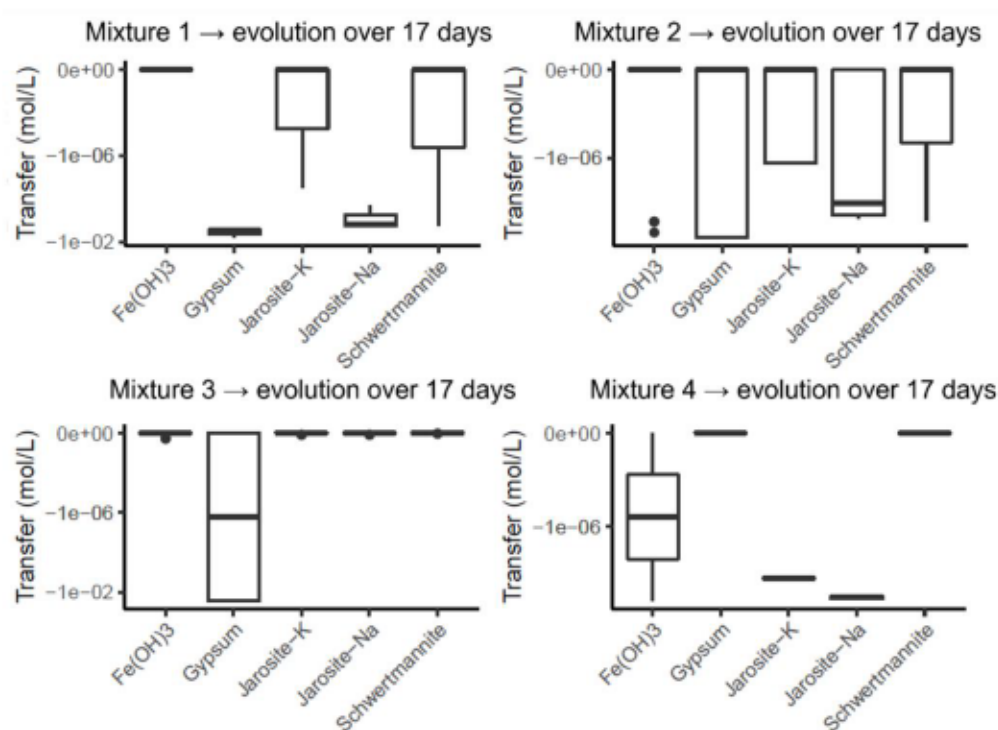 Mixture 1 → evolution over 17 days
Transfer (mol/L)
0e+00
−1e−06
−1e−02
Fe(OH)3
Gypsum
Jarosite−K
Jarosite−Na
Schwertmannite
Mixture 2 → evolution over 17 days
Transfer (mol/L)
0e+00
−1e−06
Fe(OH)3
Gypsum
Jarosite−K
Jarosite−Na
Schwertmannite
Mixture 3 → evolution over 17 days
Transfer (mol/L)
0e+00
−1e−06
−1e−02
Fe(OH)3
Gypsum
Jarosite−K
Jarosite−Na
Schwertmannite
Mixture 4 → evolution over 17 days
Transfer (mol/L)
0e+00
−1e−06
Fe(OH)3
Gypsum
Jarosite−K
Jarosite−Na
Schwertmannite